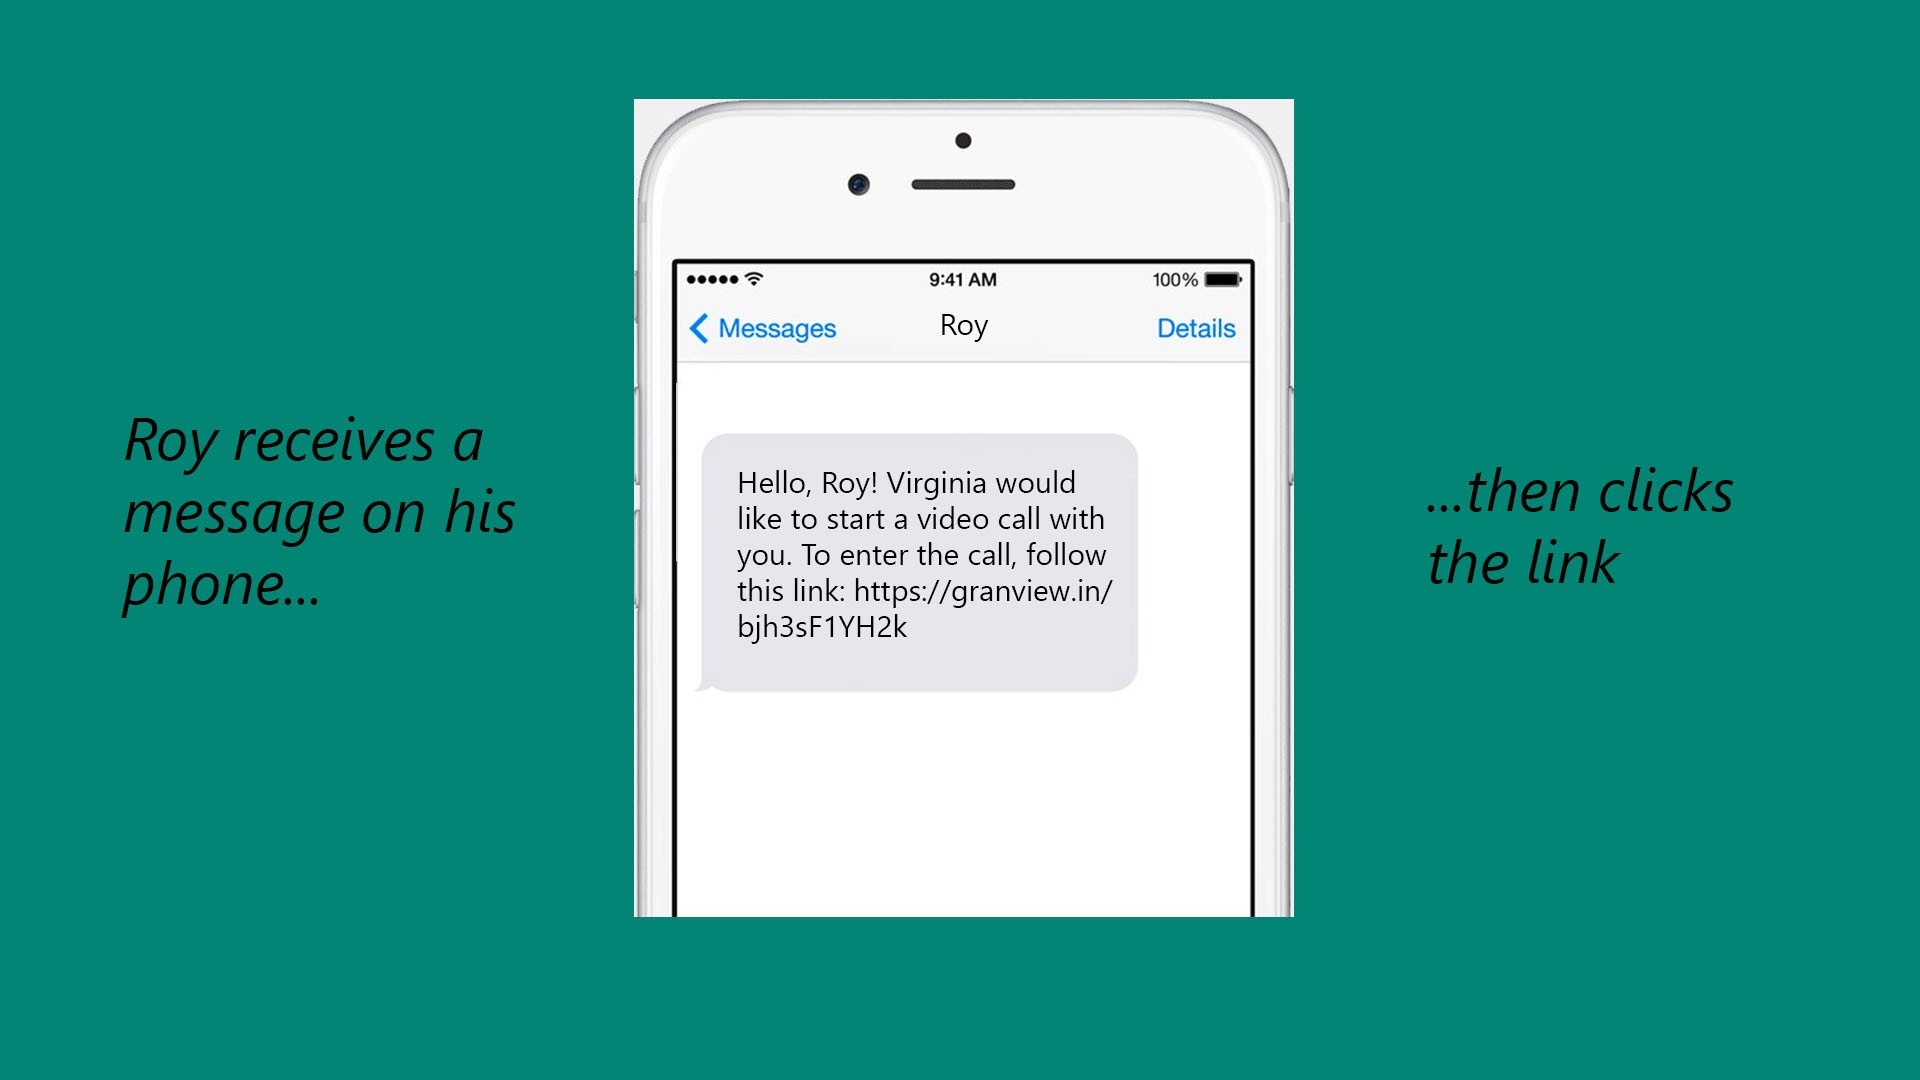 Roy receives a
message on his
phone...
9:41 AM
100%
Messages
Roy
Details
Hello, Roy! Virginia would
like to start a video call with
you. To enter the call, follow
this link: https://granview.in/
bjh3sF1YH2k
...then clicks
the link